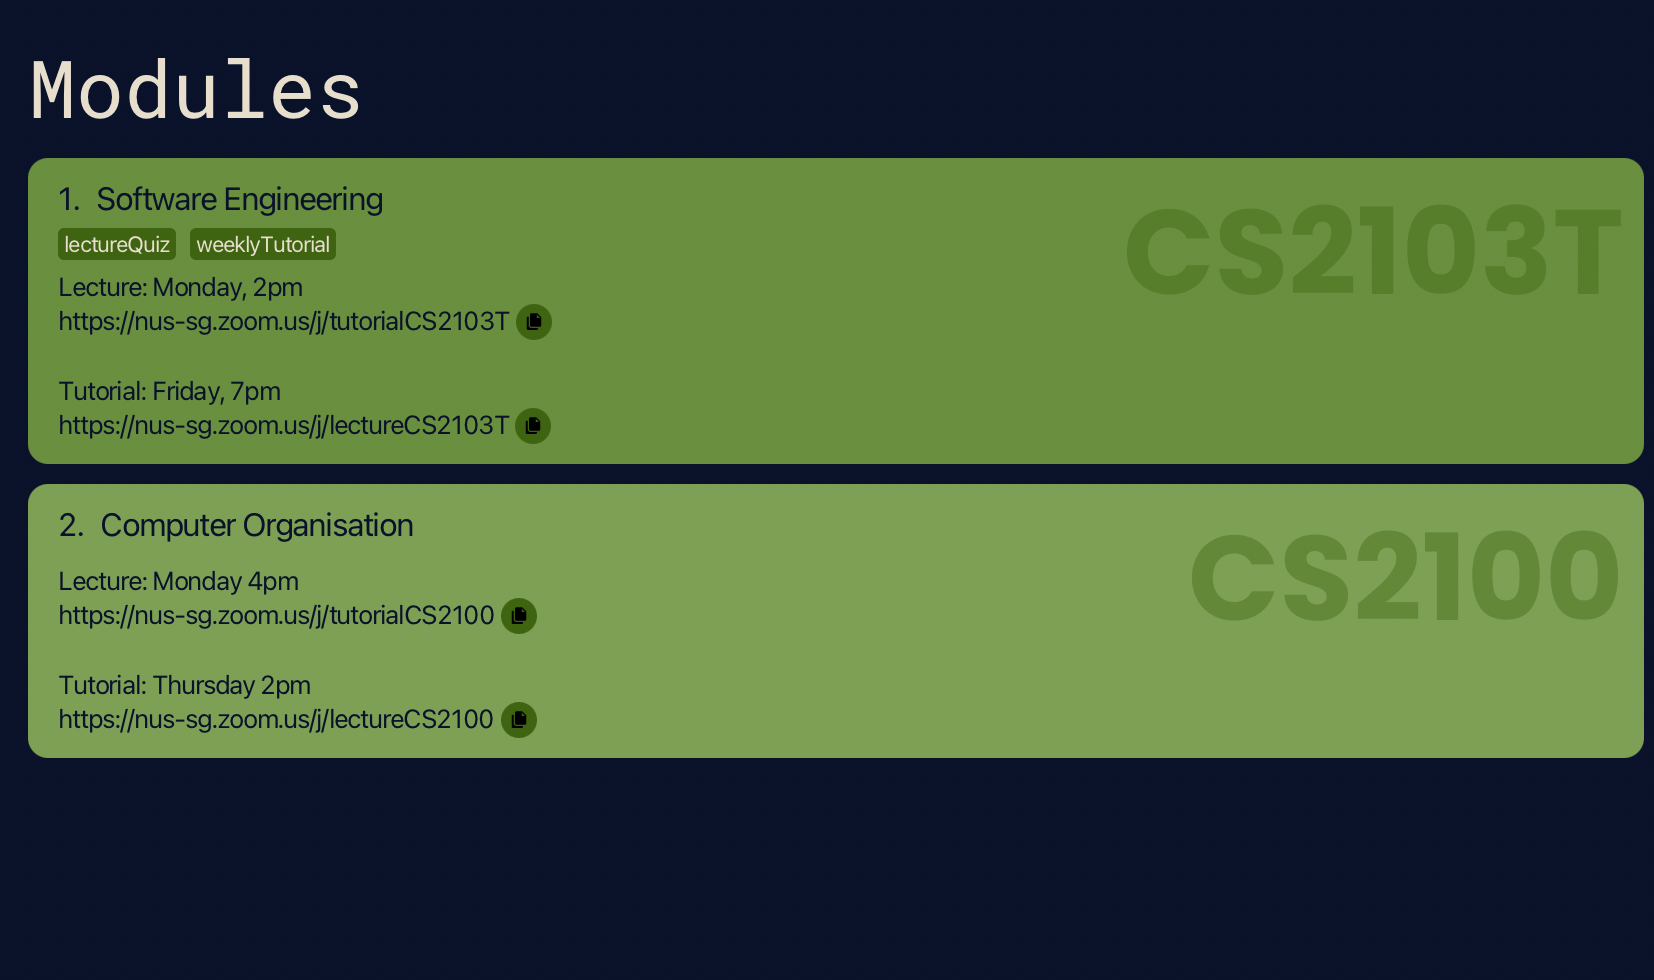 Modules
1. Software Engineering
CS2103T
lectureQuiz weeklyTutorial
Lecture: Monday, 2pm
https://nus-sg.zoom.us/j/tutorialCS2103T
Tutorial: Friday, 7pm
https://nus-sg.zoom.us/j/lectureCS2103T
2. Computer Organisation
CS2100
Lecture: Monday 4pm
https://nus-sg.zoom.us/j/tutorialCS2100
Tutorial: Thursday 2pm
https://nus-sg.zoom.us/j/lectureCS2100